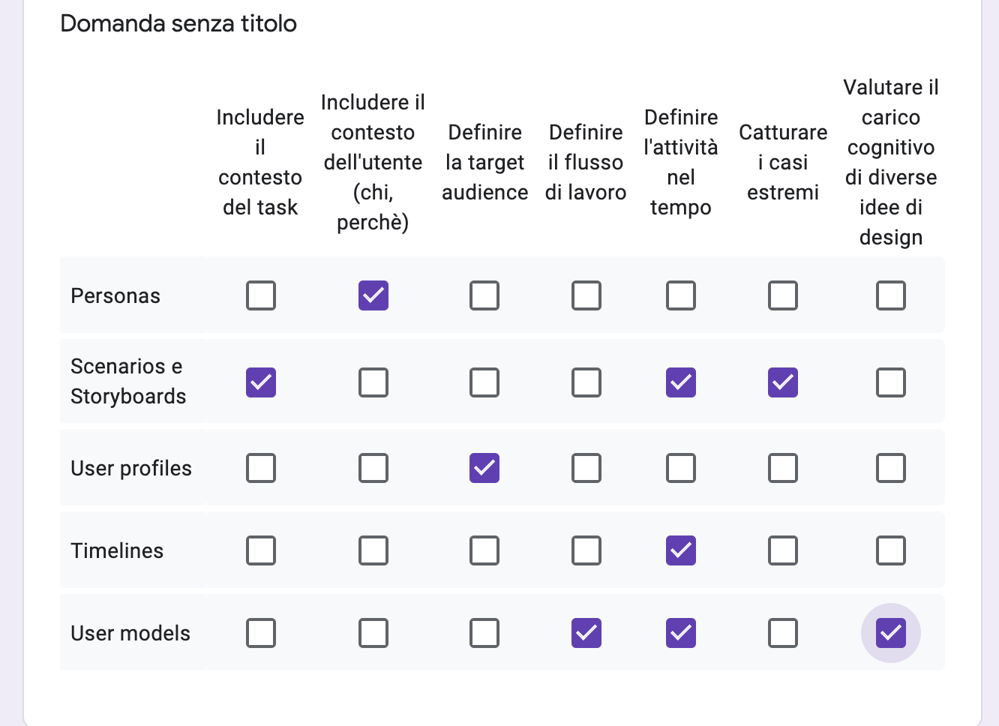 Domanda senza titolo
Includere
il
contesto
del task
Includere il
contesto
dell'utente
(chi,
perchè)
Definire
la target
audience
Definire
il flusso
di lavoro
Definire
l'attività
nel
tempo
Catturare
i casi
estremi
Valutare il
carico
cognitivo
di diverse
idee di
design
Personas
Scenarios e
Storyboards
User profiles
Timelines
User models